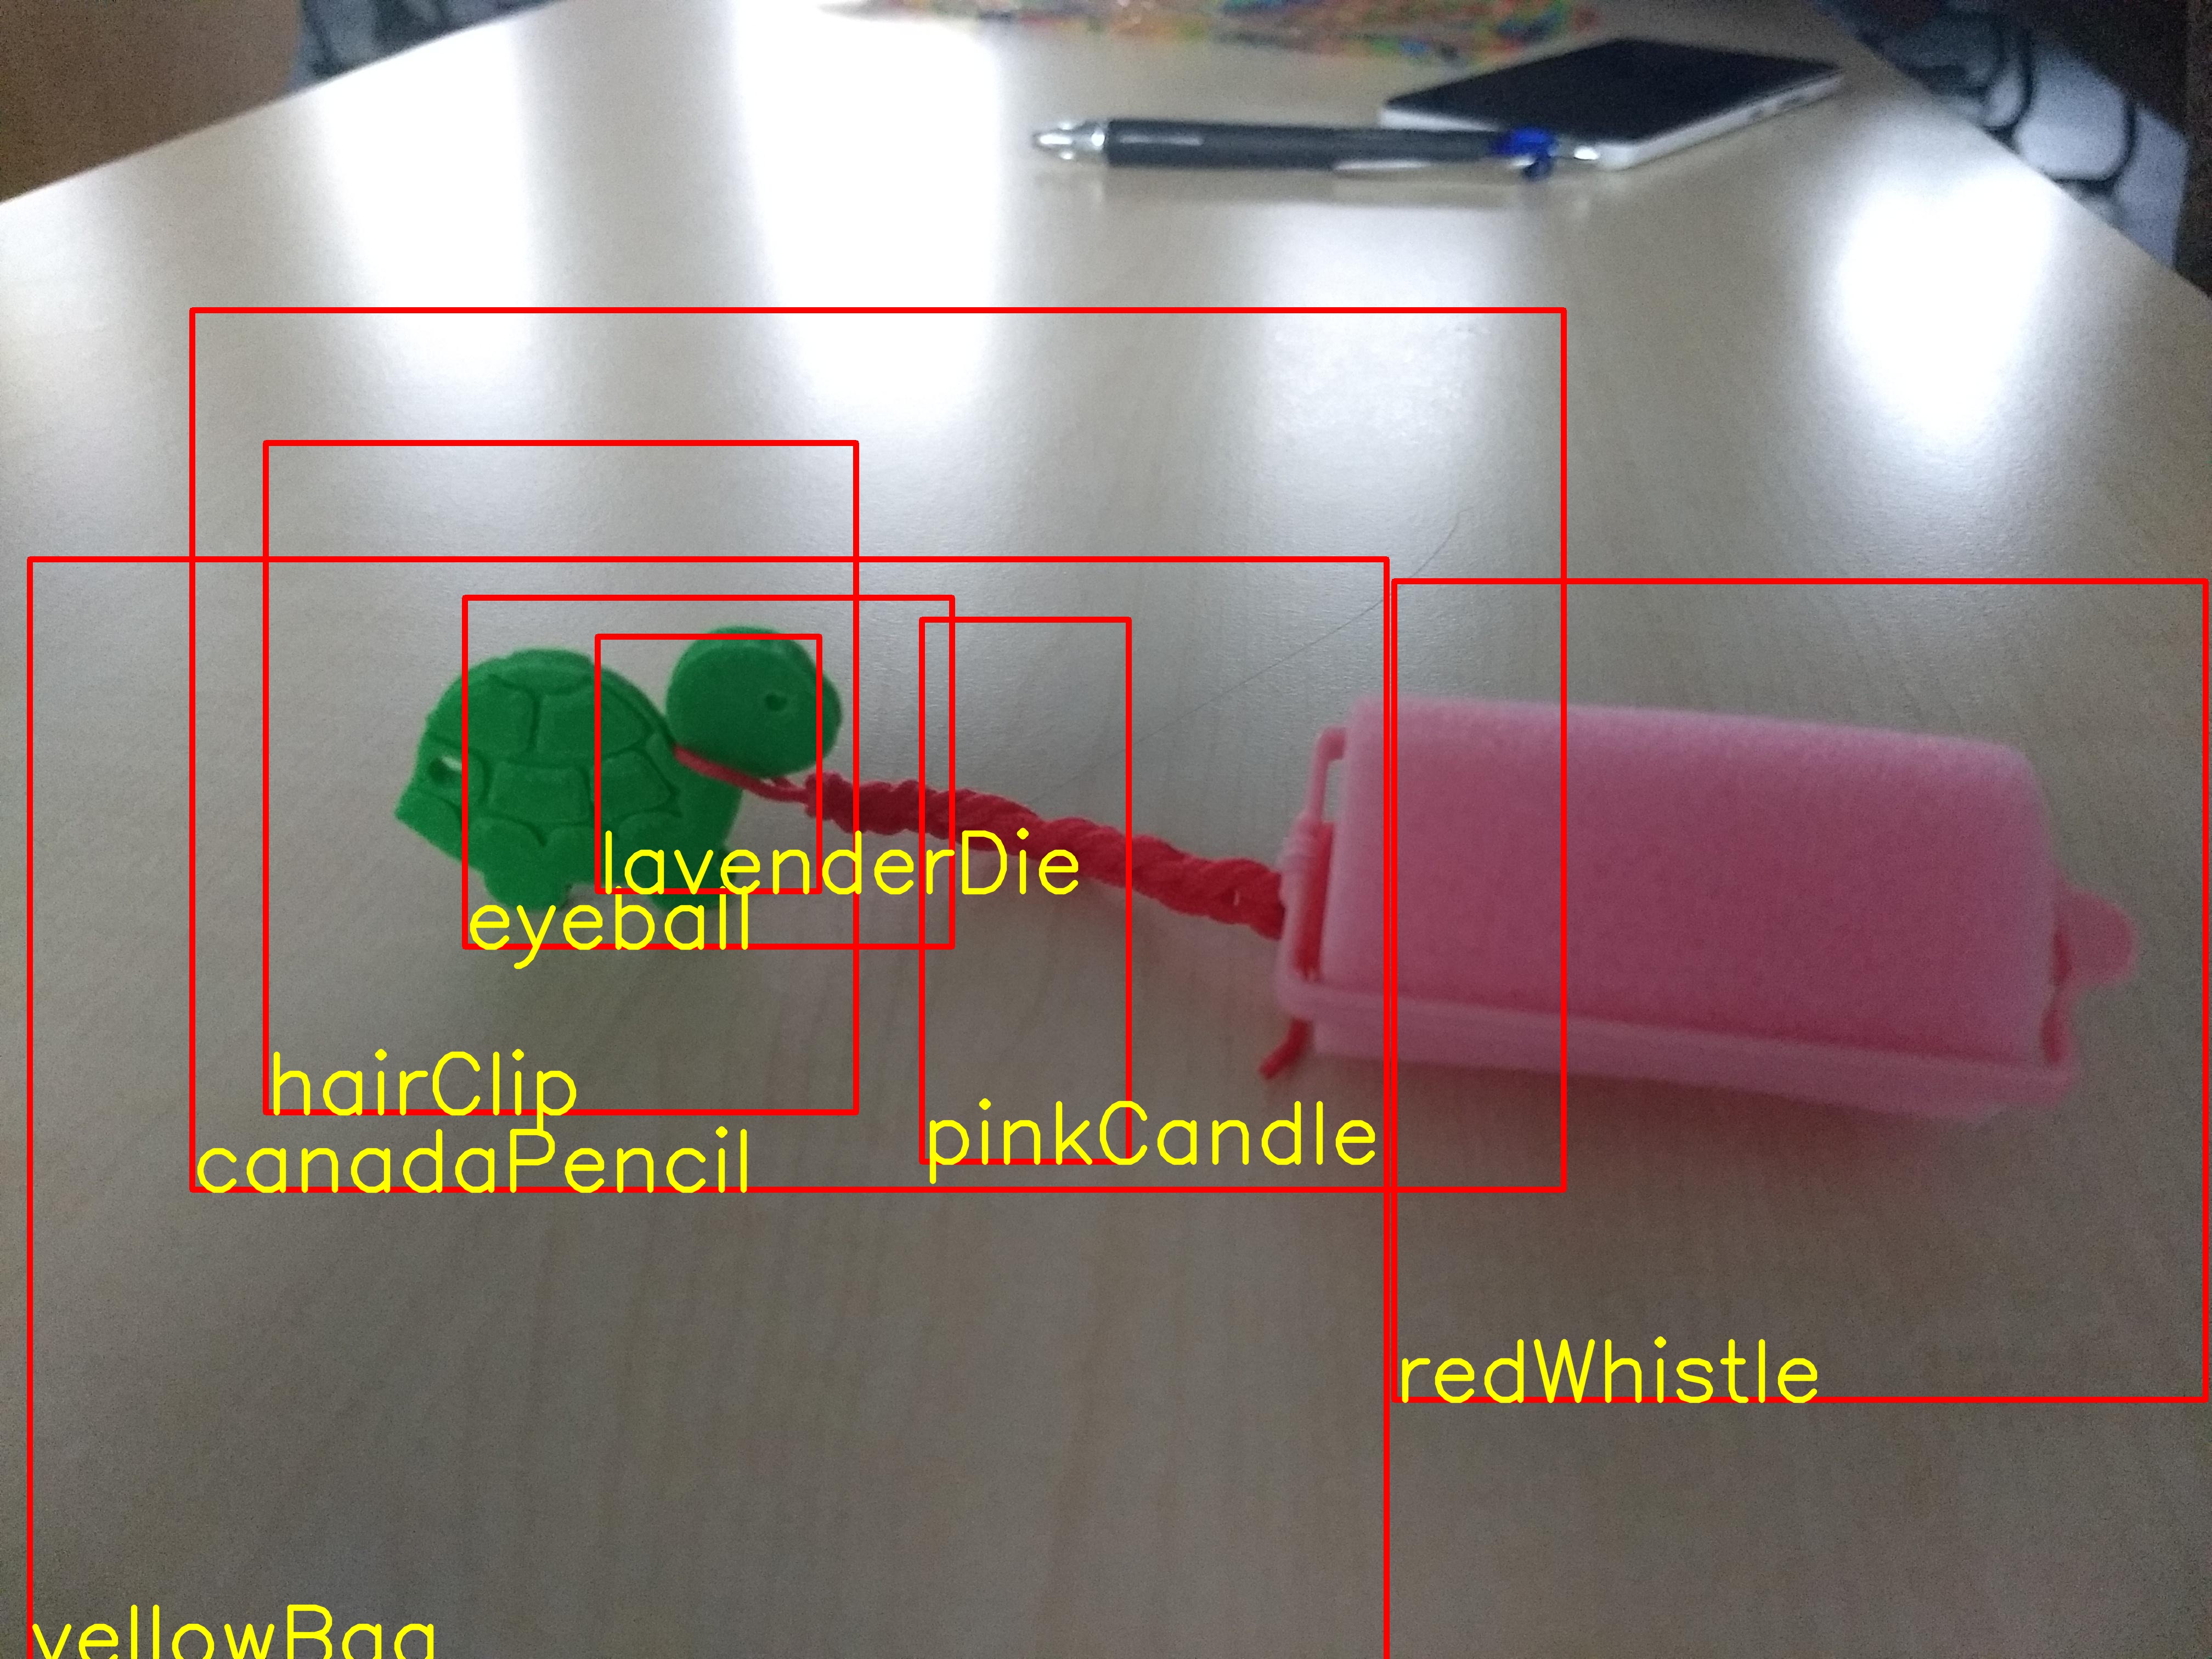 lavenderDie
eyeball
hairClip
pinkCandle
canadaPencil
redWhistle
yellowBag